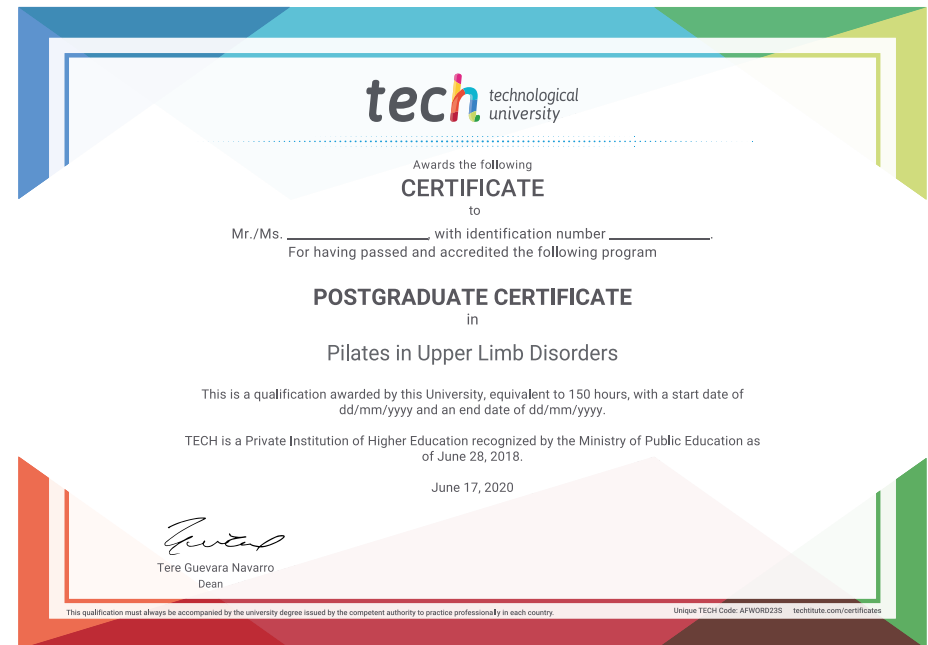 tech technological
university
Awards the following
CERTIFICATE
to
Mr./Ms. ____________________, with identification number ______________.
For having passed and accredited the following program
POSTGRADUATE CERTIFICATE
in
Pilates in Upper Limb Disorders
This is a qualification awarded by this University, equivalent to 150 hours, with a start date of
dd/mm/yyyy and an end date of dd/mm/yyyy.
TECH is a Private Institution of Higher Education recognized by the Ministry of Public Education as
of June 28, 2018.
June 17, 2020
Tere Guevara Navarro
Dean
This qualification must always be accompanied by the university degree issued by the competent authority to practice professionally in each country.
Unique TECH Code: AFWORD23S techtitute.com/certificates